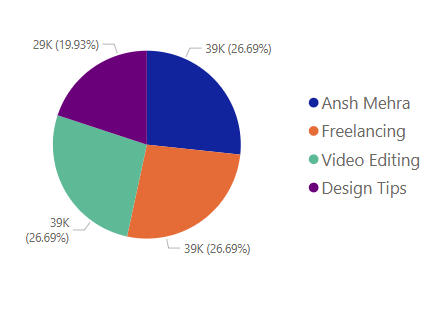 29K (19.93%)
39K (26.69%)
39K
(26.69%)
39K (26.69%)
Ansh Mehra
Freelancing
Video Editing
Design Tips